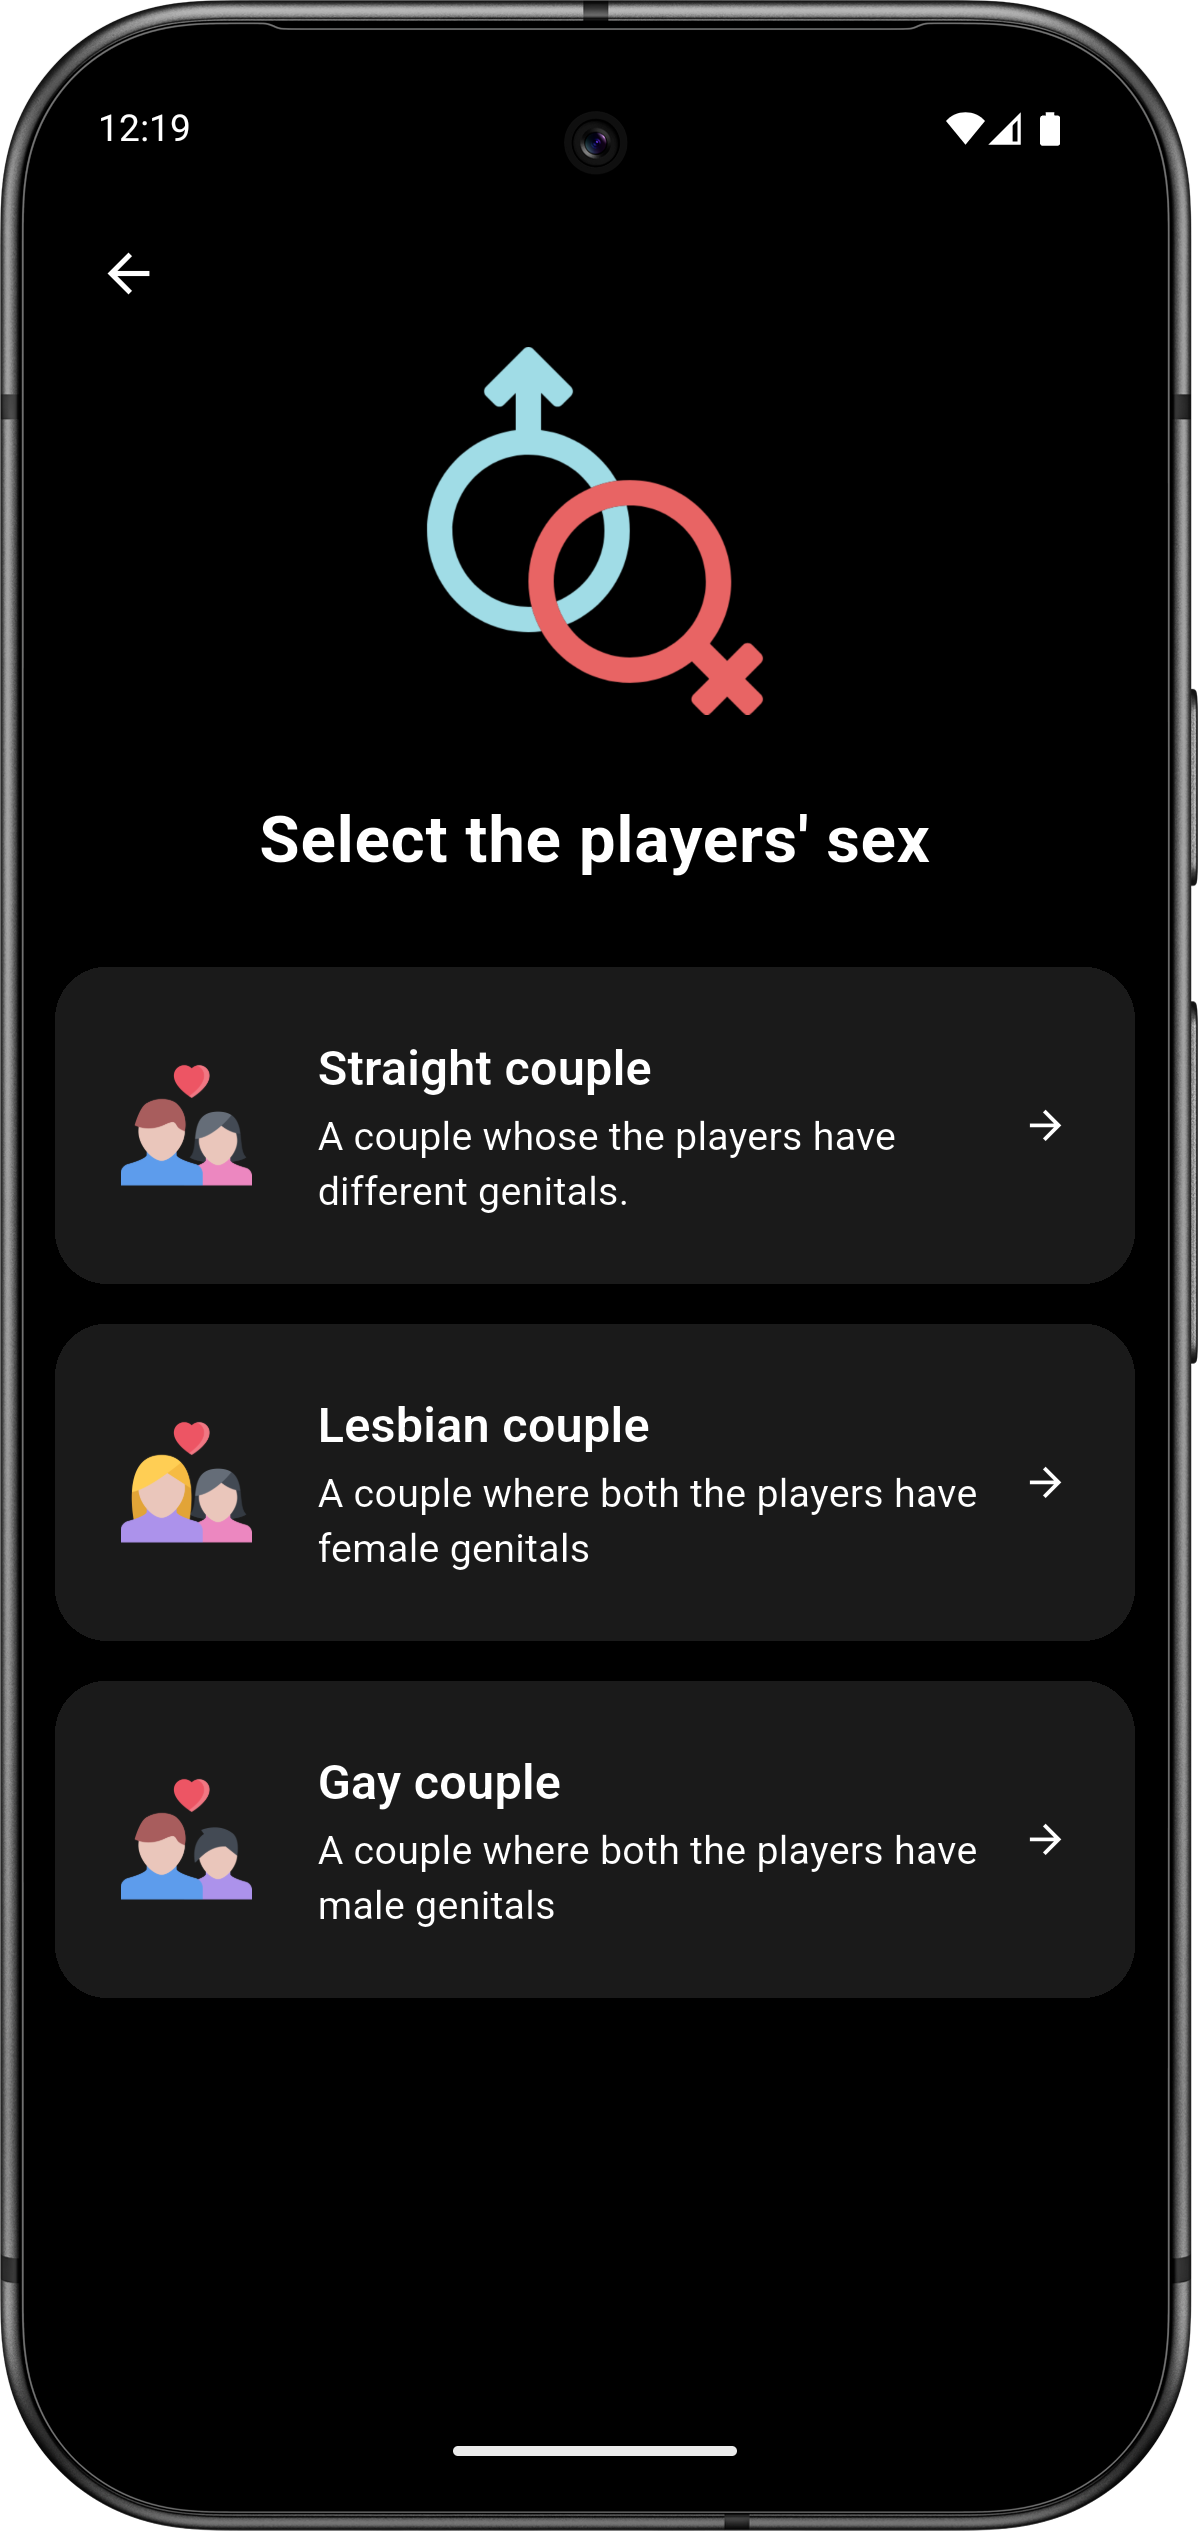 12:19
Select the players' sex
Straight couple
A couple whose the players have
different genitals.
Lesbian couple
A couple where both the players have
female genitals
Gay couple
A couple where both the players have
male genitals